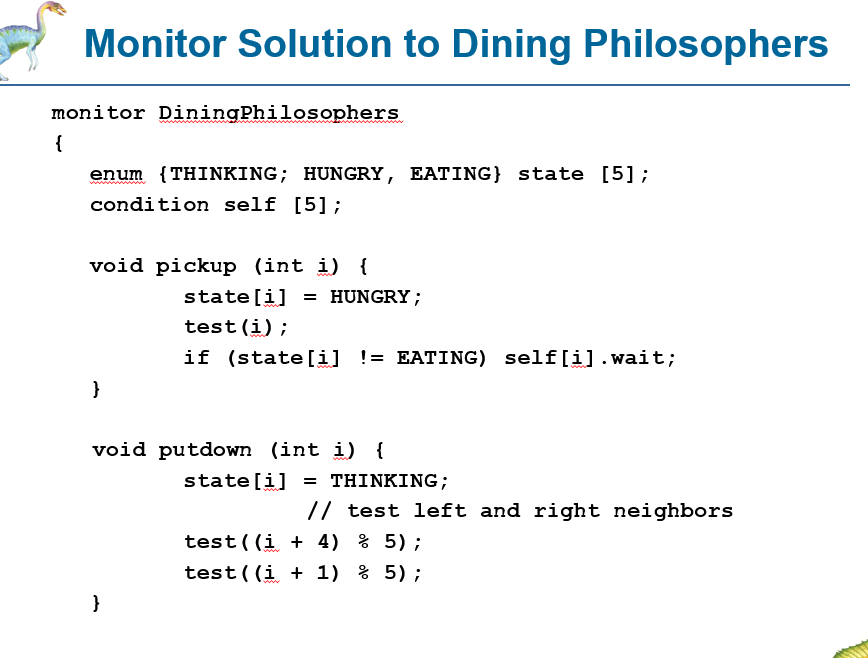 Monitor Solution to Dining Philosophers
monitor DiningPhilosophers
{
enum {THINKING; HUNGRY, EATING} state [5];
condition self [5];
void pickup (int i) {
state[i] = HUNGRY;
test(i);
if (state[i] != EATING) self[i].wait;
}
void putdown (int i) {
state[i] = THINKING;
// test left and right neighbors
test((i + 4) % 5);
test((i + 1) % 5);
}